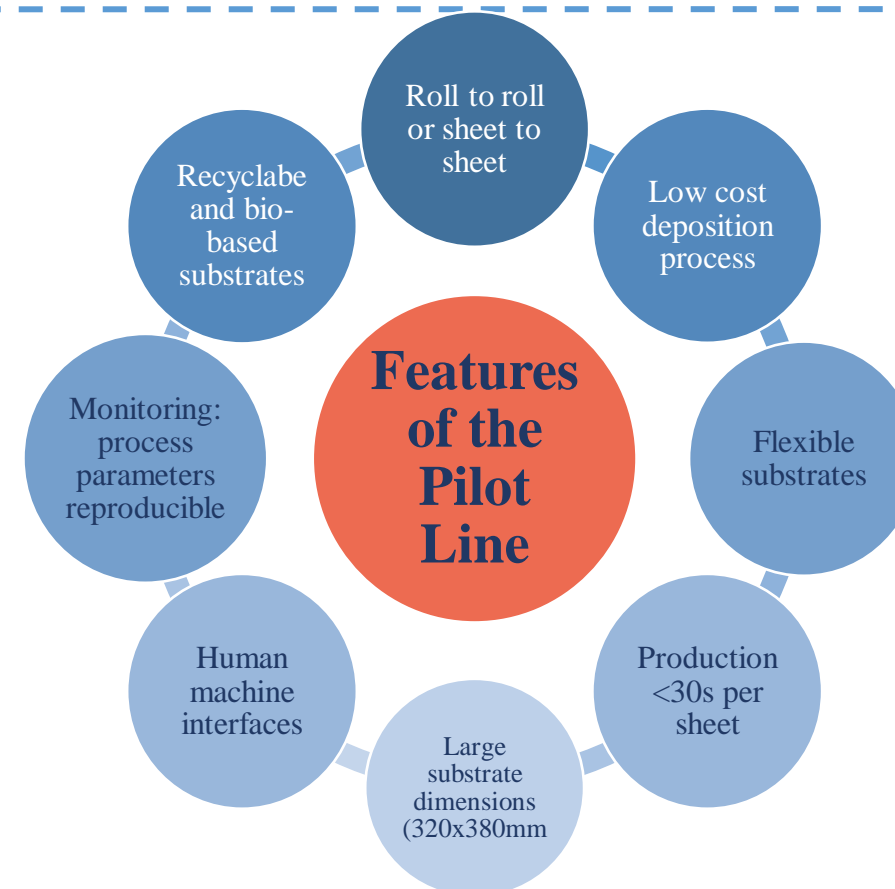 Roll to roll
or sheet to
sheet
Low cost
deposition
process
Flexible
substrates
Production
<30s per
sheet
Large
substrate
dimensions
(320x380mm
Human
machine
interfaces
Monitoring:
process
parameters
reproducible
Recyclabe
and bio-
based
substrates
Features
of the
Pilot
Line